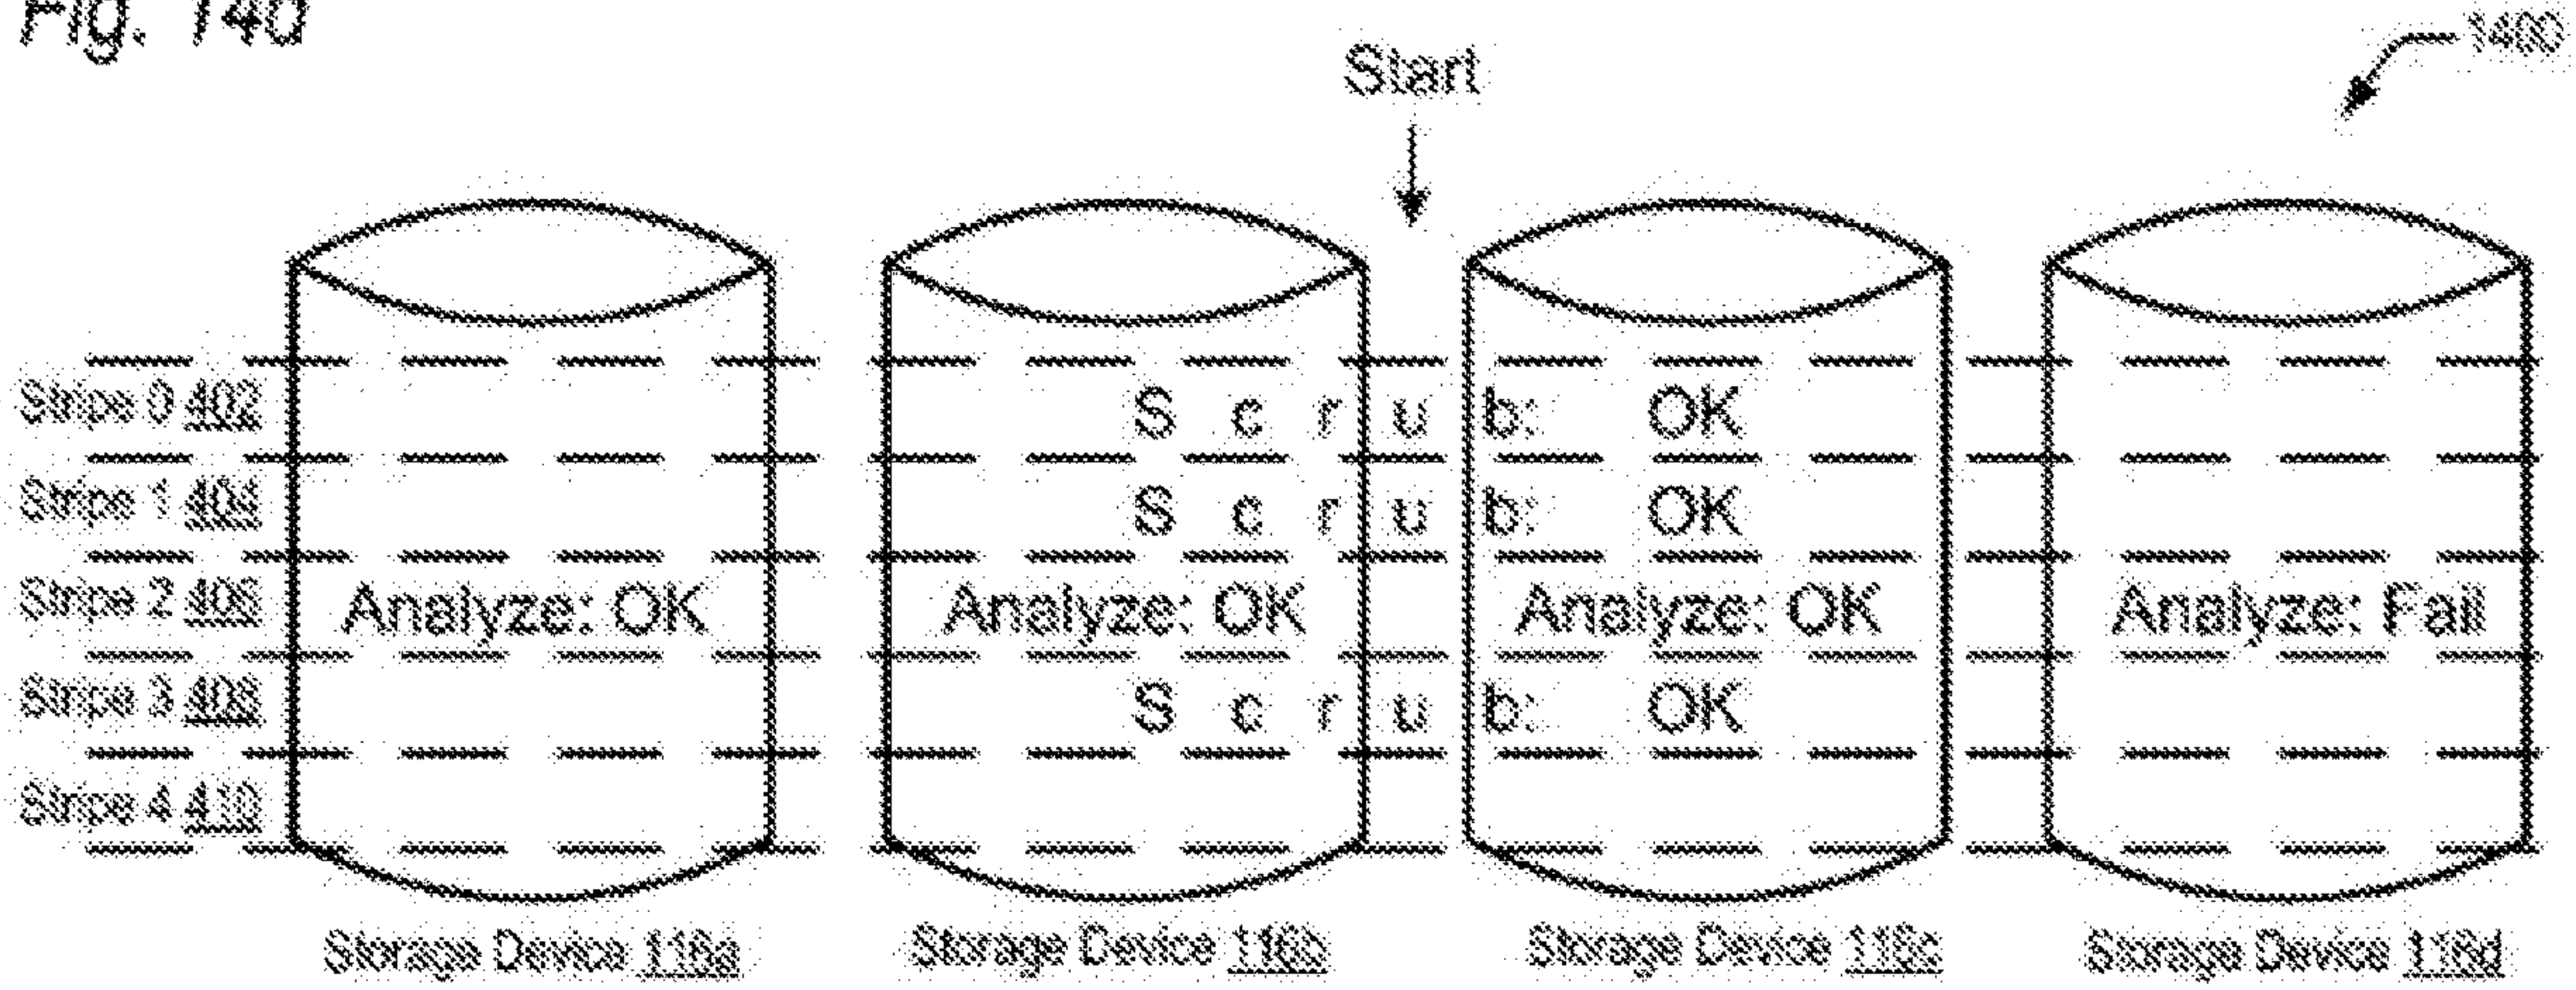 Fig. 14d
1400
Start
Stripe 0 402 Scrub: OK
Stripe 1 404 Scrub: OK
Stripe 2 406 Analyze: OK Analyze: OK Analyze: OK Analyze: Fail
Stripe 3 408 Scrub: OK
Stripe 4 410
Storage Device 116a Storage Device 116b Storage Device 116c Storage Device 116d